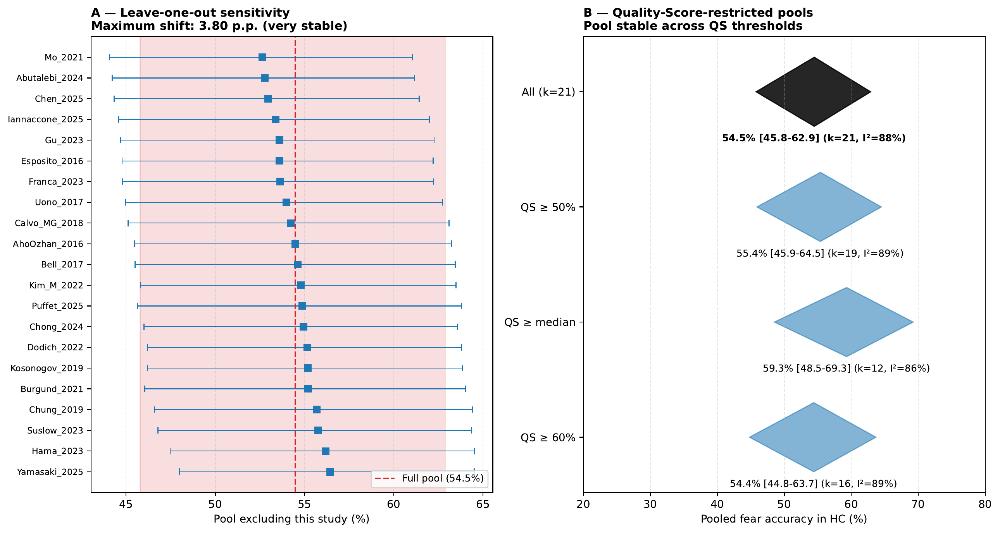 A — Leave-one-out sensitivity
Maximum shift: 3.80 p.p. (very stable)
Mo_2021
Abutalebi_2024
Chen_2025
Iannaccone_2025
Gu_2023
Esposito_2016
Franca_2023
Uono_2017
Calvo_MG_2018
AhoOzhan_2016
Bell_2017
Kim_M_2022
Puffet_2025
Chong_2024
Dodich_2022
Kosonogov_2019
Burgund_2021
Chung_2019
Suslow_2023
Hama_2023
Yamasaki_2025
Full pool (54.5%)
45 50 55 60 65
Pool excluding this study (%)
B — Quality-Score-restricted pools
Pool stable across QS thresholds
All (k=21)
54.5% [45.8-62.9] (k=21, I²=88%)
QS ≥ 50%
55.4% [45.9-64.5] (k=19, I²=89%)
QS ≥ median
59.3% [48.5-69.3] (k=12, I²=86%)
QS ≥ 60%
54.4% [44.8-63.7] (k=16, I²=89%)
20 30 40 50 60 70 80
Pooled fear accuracy in HC (%)